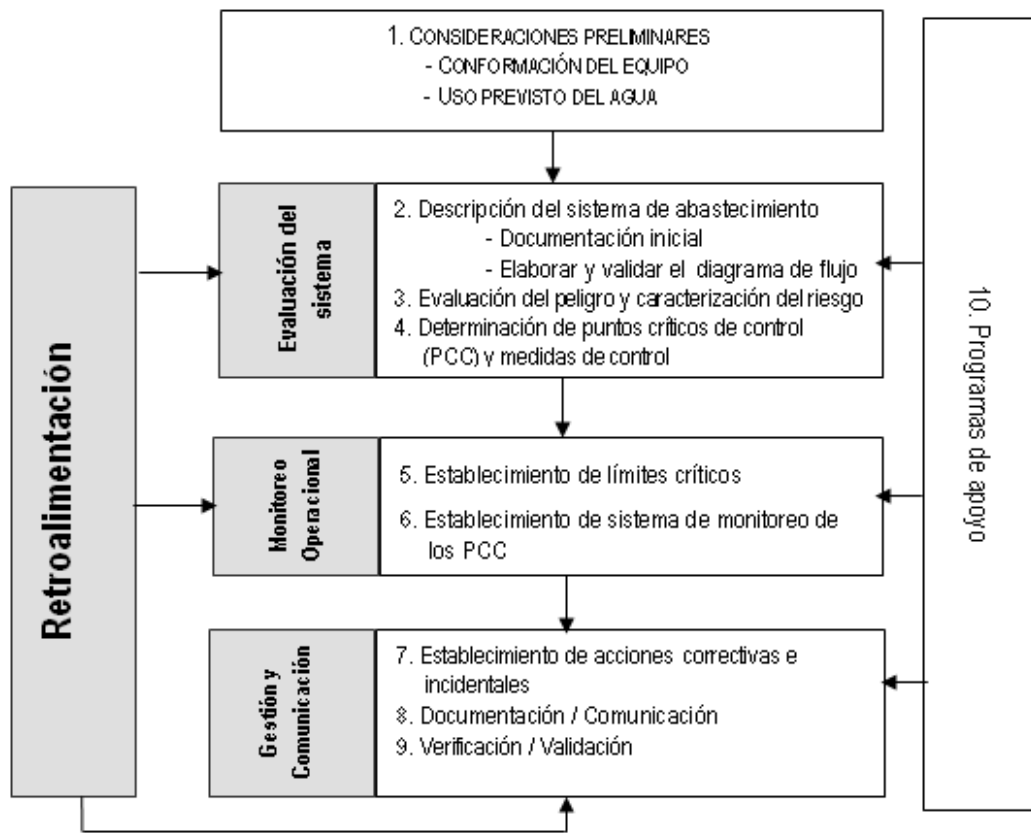 1. CONSIDERACIONES PRELIMINARES
- CONFORMACIÓN DEL EQUIPO
- USO PREVISTO DEL AGUA
Retroalimentación
Evaluación del
sistema
2. Descripción del sistema de abastecimiento
- Documentación inicial
- Elaborar y validar el diagrama de flujo
3. Evaluación del peligro y caracterización del riesgo
4. Determinación de puntos críticos de control
(PCC) y medidas de control
Monitoreo
Operacional
5. Establecimiento de límites críticos
6. Establecimiento de sistema de monitoreo de
los PCC
Gestión y
Comunicación
7. Establecimiento de acciones correctivas e
incidentales
8. Documentación / Comunicación
9. Verificación / Validación
10. Programas de apoyo